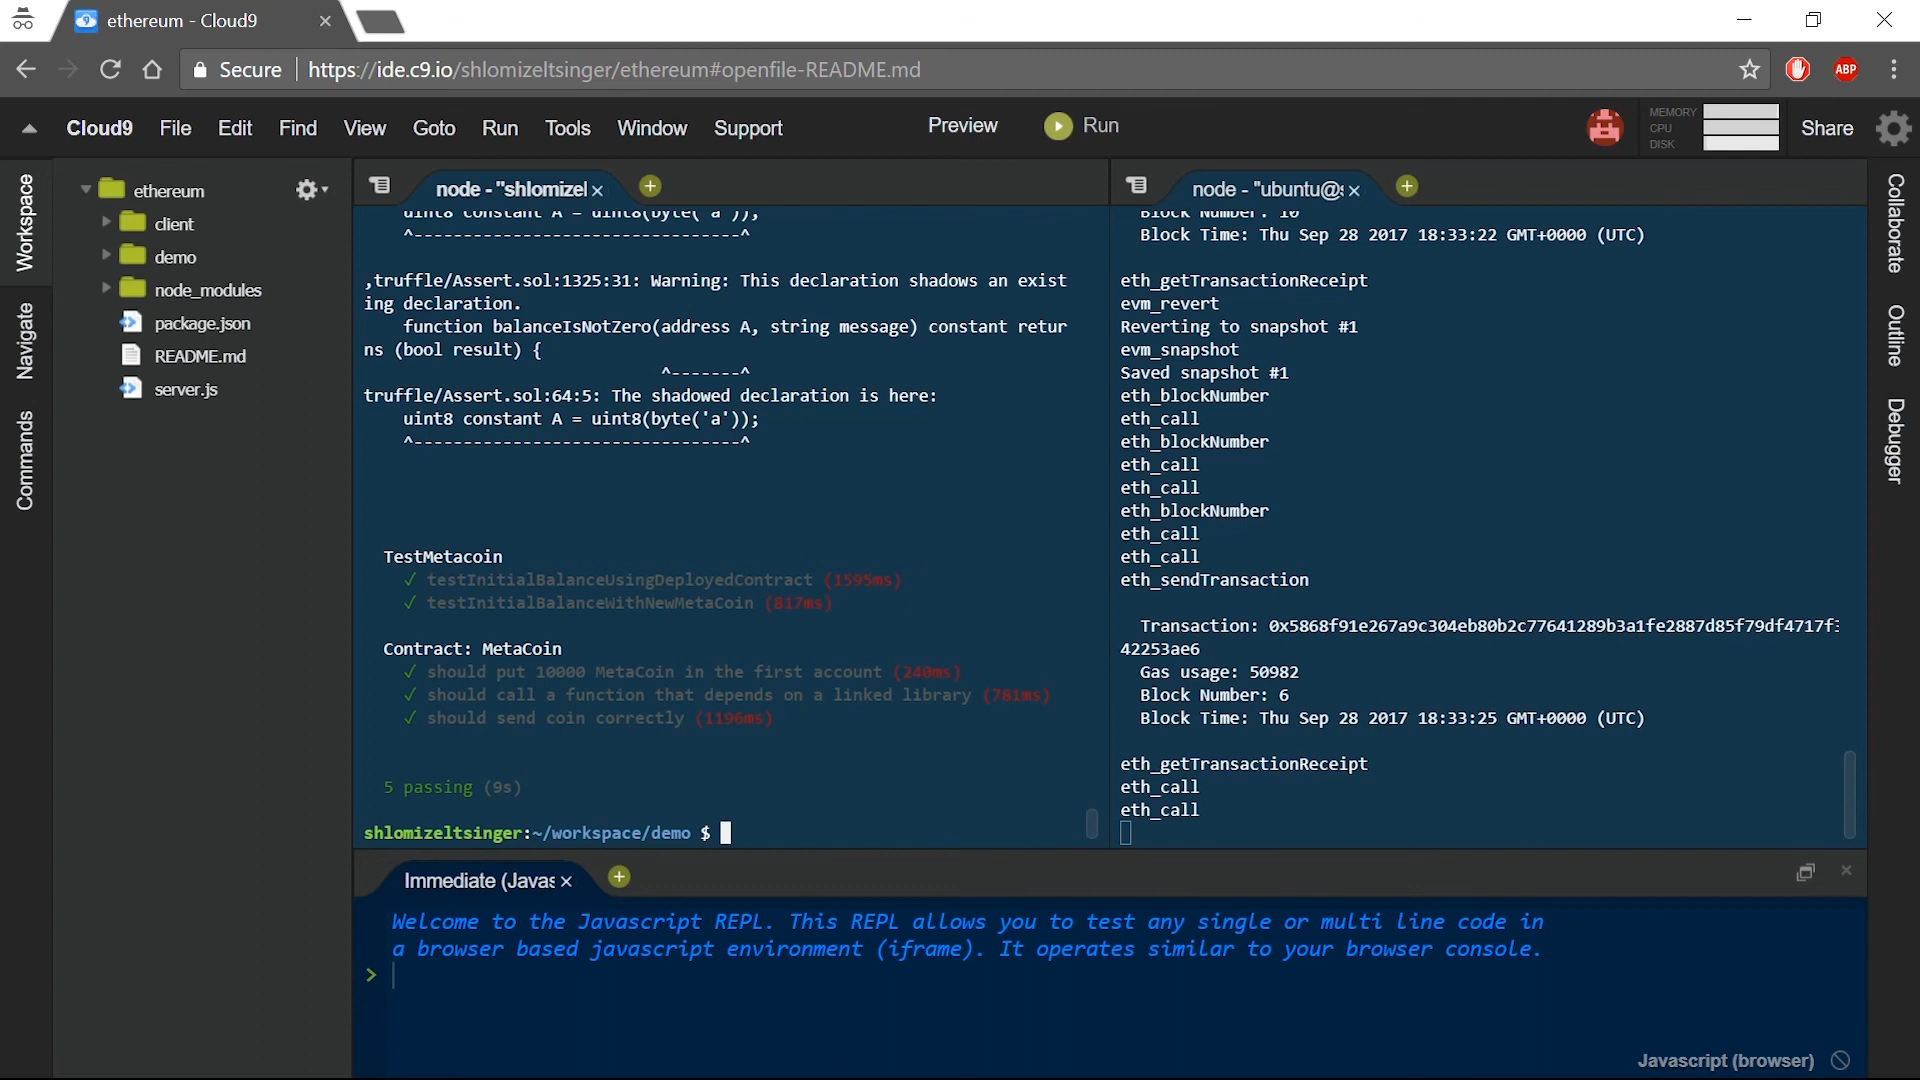 ethereum - Cloud9
Secure https://ide.c9.io/shlomizeltsinger/ethereum#openfile-README.md
ABP
Cloud9 File Edit Find View Goto Run Tools Window Support Preview Run MEMORY CPU DISK Share
Workspace
Navigate
Commands
ethereum
client
demo
node_modules
package.json
README.md
server.js
node - "shlomizel
uint8 constant A = uint8(byte('a'));
^---------------------------------^
,truffle/Assert.sol:1325:31: Warning: This declaration shadows an exist
ing declaration.
function balanceIsNotZero(address A, string message) constant retur
ns (bool result) {
^-------^
truffle/Assert.sol:64:5: The shadowed declaration is here:
uint8 constant A = uint8(byte('a'));
^---------------------------------^
TestMetacoin
✓ testInitialBalanceUsingDeployedContract (1595ms)
✓ testInitialBalanceWithNewMetaCoin (817ms)
Contract: MetaCoin
✓ should put 10000 MetaCoin in the first account (240ms)
✓ should call a function that depends on a linked library (781ms)
✓ should send coin correctly (1196ms)
5 passing (9s)
shlomizeltsinger:~/workspace/demo $
node - "ubuntu@s
Block Number: 10
Block Time: Thu Sep 28 2017 18:33:22 GMT+0000 (UTC)
eth_getTransactionReceipt
evm_revert
Reverting to snapshot #1
evm_snapshot
Saved snapshot #1
eth_blockNumber
eth_call
eth_blockNumber
eth_call
eth_call
eth_blockNumber
eth_call
eth_call
eth_sendTransaction
Transaction: 0x5868f91e267a9c304eb80b2c77641289b3a1fe2887d85f79df4717f
42253ae6
Gas usage: 50982
Block Number: 6
Block Time: Thu Sep 28 2017 18:33:25 GMT+0000 (UTC)
eth_getTransactionReceipt
eth_call
eth_call
Collaborate
Outline
Debugger
Immediate (Javas
Welcome to the Javascript REPL. This REPL allows you to test any single or multi line code in
a browser based javascript environment (iframe). It operates similar to your browser console.
>
Javascript (browser)